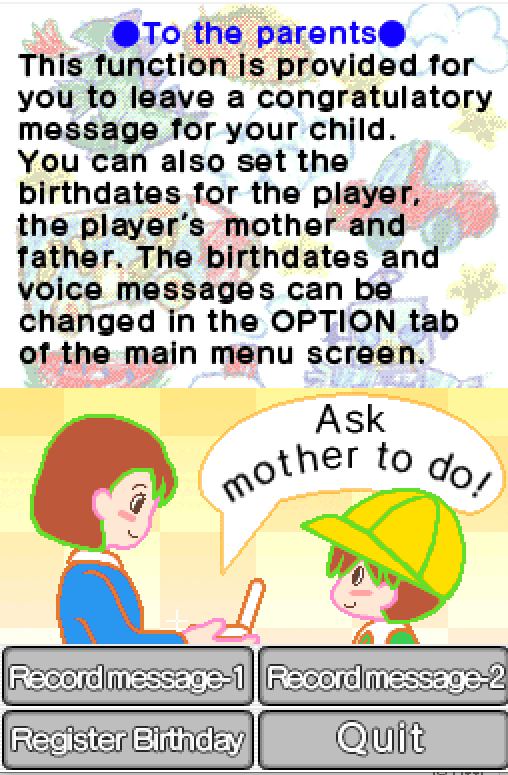 ●To the parents●
This function is provided for
you to leave a congratulatory
message for your child.
You can also set the
birthdates for the player,
the player's mother and
father. The birthdates and
voice messages can be
changed in the OPTION tab
of the main menu screen.
Ask
mother to do!
Record message-1
Record message-2
Register Birthday
Quit